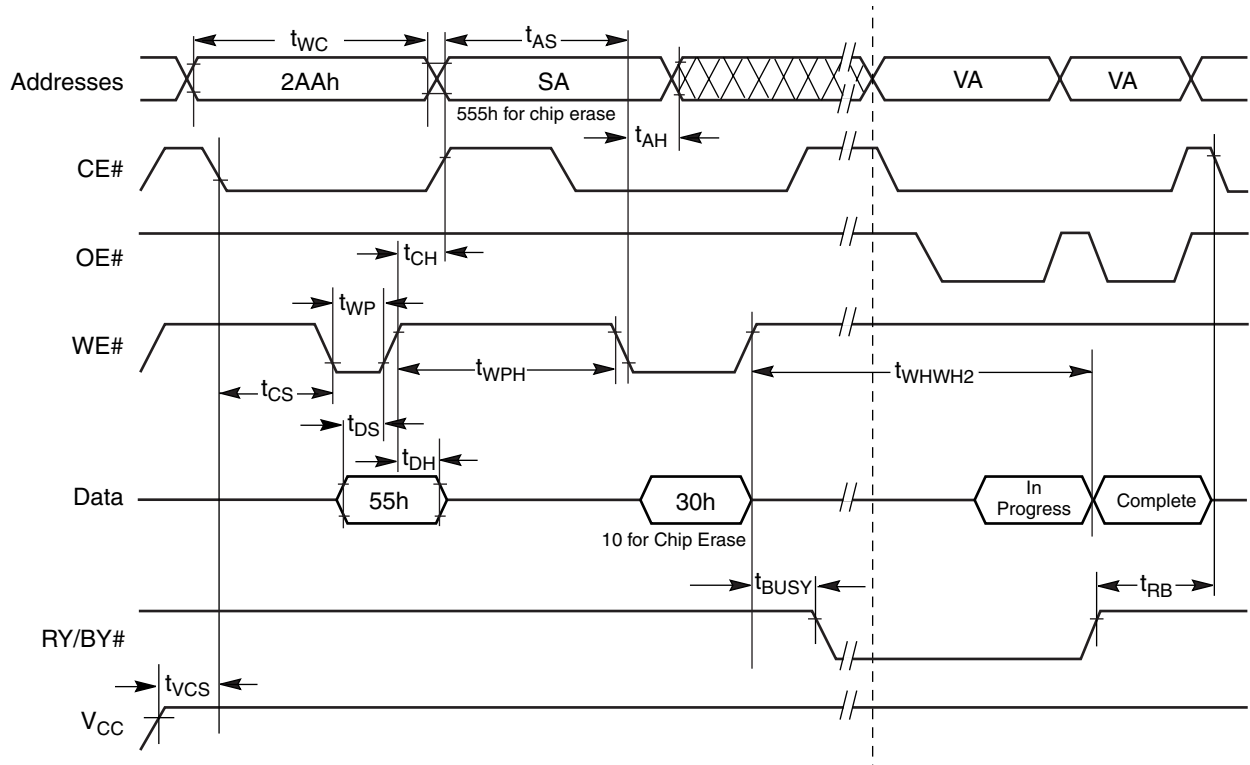 tWC
tAS
Addresses
2AAh
SA
VA
VA
555h for chip erase
tAH
CE#
OE#
tCH
tWP
WE#
tWPH
tWHWH2
tCS
tDS
tDH
Data
55h
30h
In
Progress
Complete
10 for Chip Erase
tBUSY
tRB
RY/BY#
tVCS
VCC